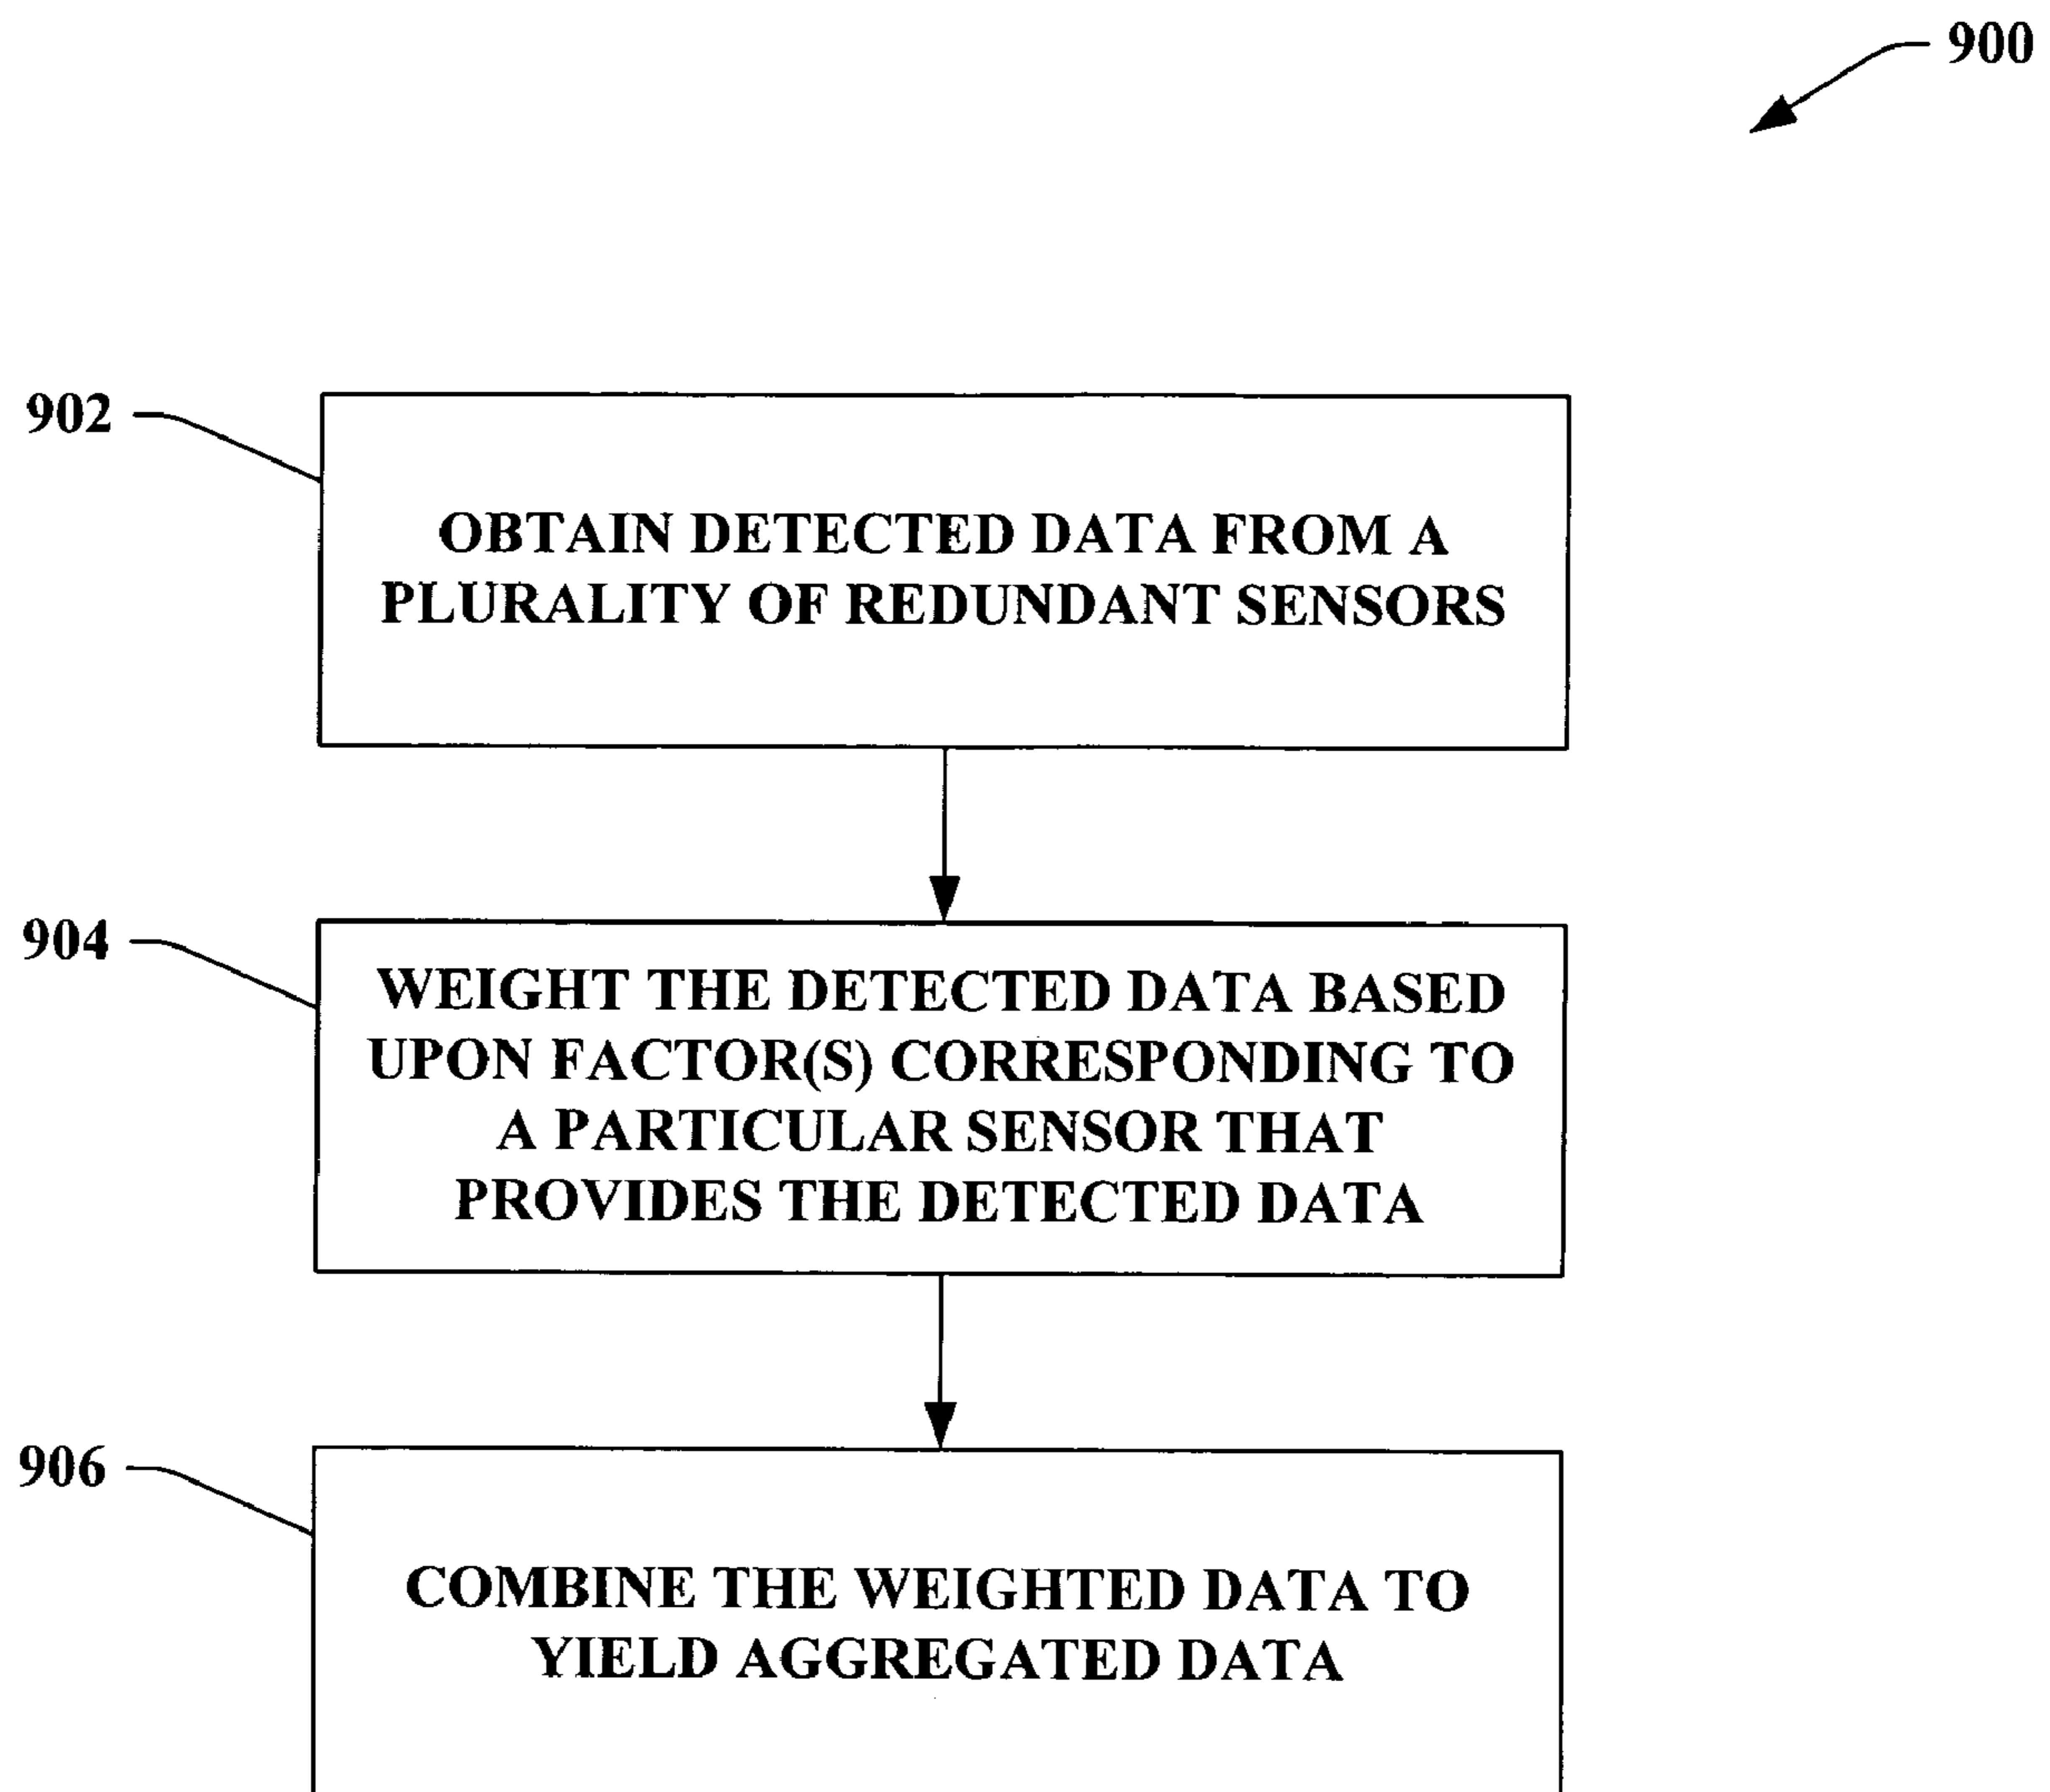 900
902
OBTAIN DETECTED DATA FROM A
PLURALITY OF REDUNDANT SENSORS
904
WEIGHT THE DETECTED DATA BASED
UPON FACTOR(S) CORRESPONDING TO
A PARTICULAR SENSOR THAT
PROVIDES THE DETECTED DATA
906
COMBINE THE WEIGHTED DATA TO
YIELD AGGREGATED DATA